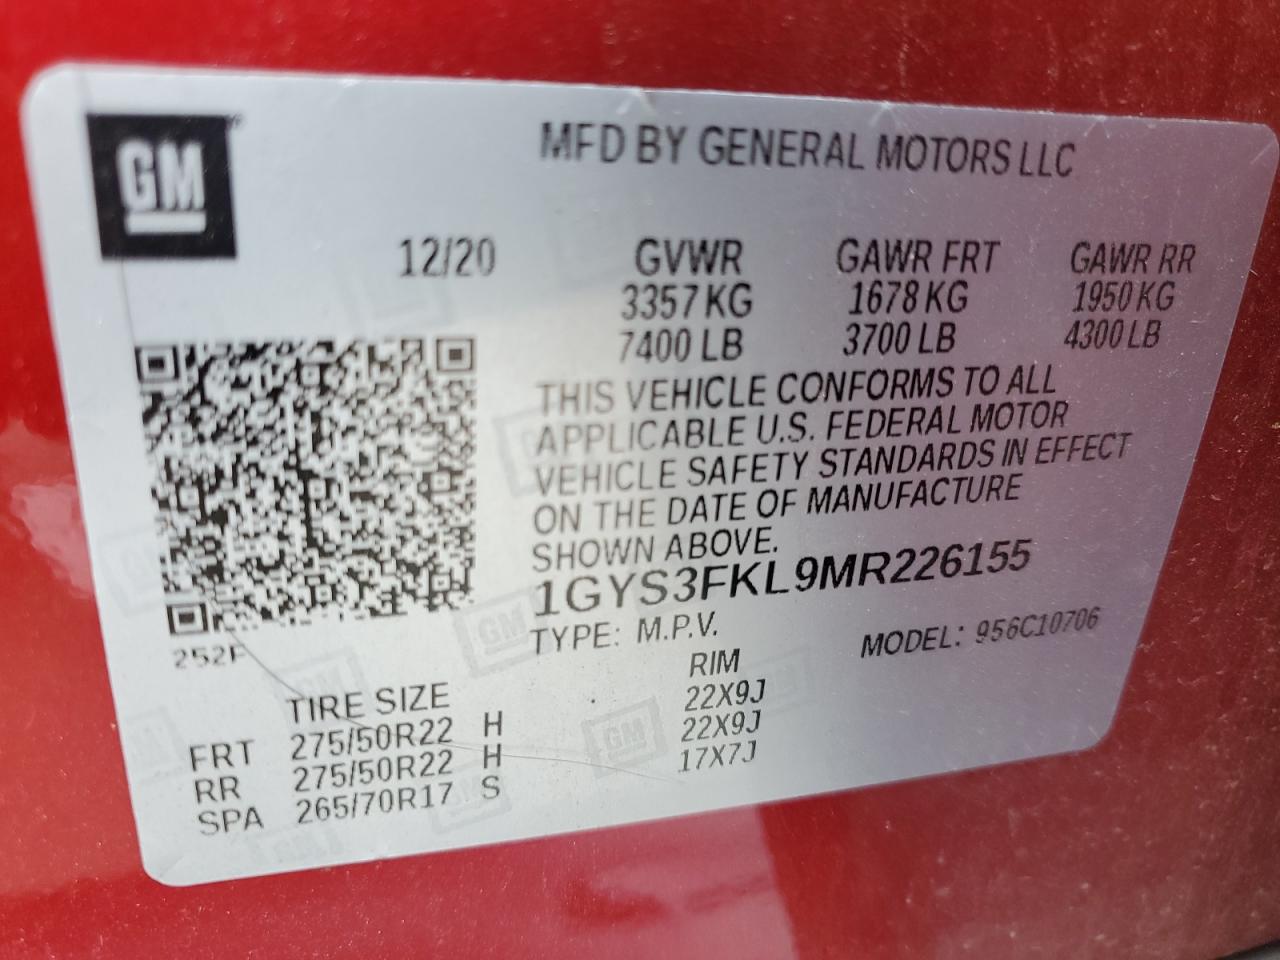 GM
MFD BY GENERAL MOTORS LLC
12/20 GVWR GAWR FRT GAWR RR
3357 KG 1678 KG 1950 KG
7400 LB 3700 LB 4300 LB
THIS VEHICLE CONFORMS TO ALL
APPLICABLE U.S. FEDERAL MOTOR
VEHICLE SAFETY STANDARDS IN EFFECT
ON THE DATE OF MANUFACTURE
SHOWN ABOVE.
1GYS3FKL9MR226155
TYPE: M.P.V. MODEL: 956C10706
252F
TIRE SIZE RIM
FRT 275/50R22 H 22X9J
RR 275/50R22 H 22X9J
SPA 265/70R17 S 17X7J